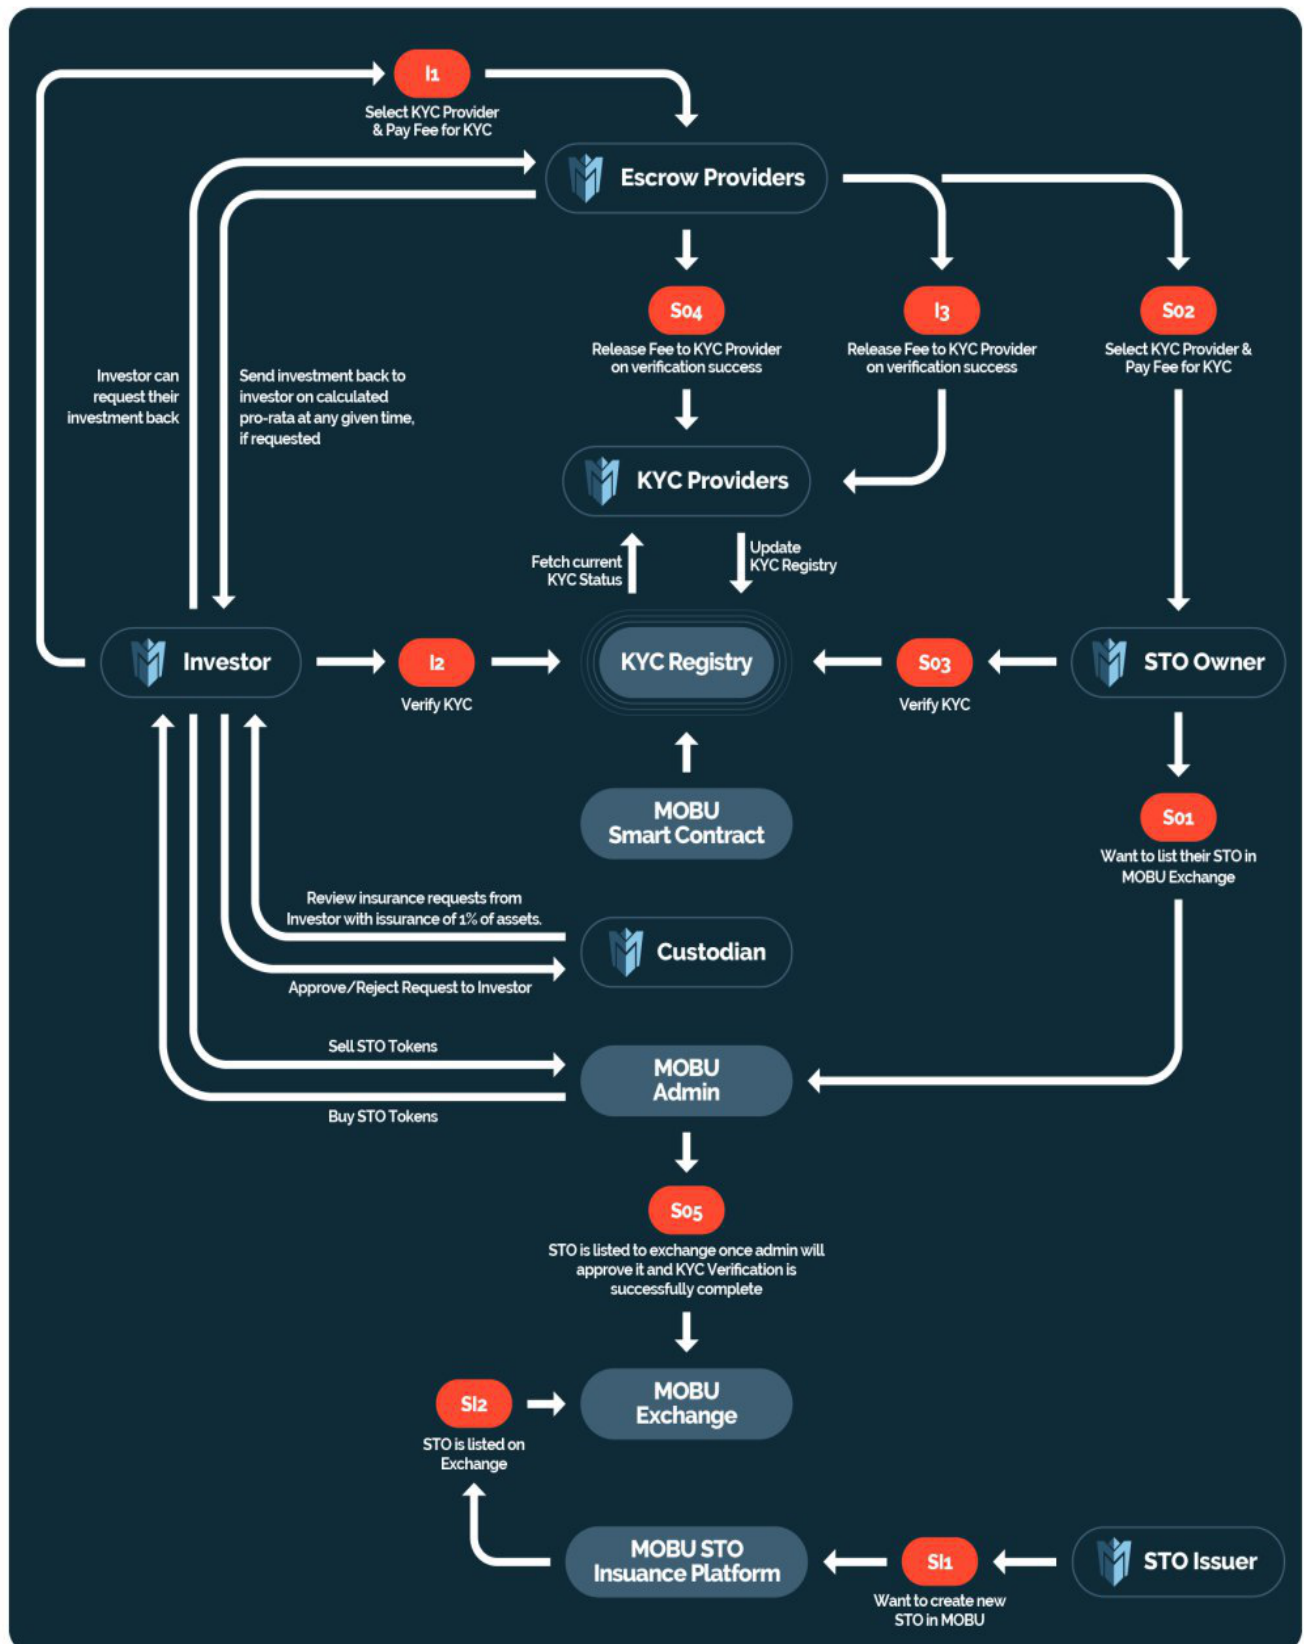 I1
Select KYC Provider
& Pay Fee for KYC
Escrow Providers
So4
Release Fee to KYC Provider
on verification success
I3
Release Fee to KYC Provider
on verification success
So2
Select KYC Provider &
Pay Fee for KYC
Investor can
request their
investment back
Send investment back to
investor on calculated
pro-rata at any given time,
if requested
KYC Providers
Fetch current
KYC Status
Update
KYC Registry
Investor
I2
Verify KYC
KYC Registry
So3
Verify KYC
STO Owner
MOBU
Smart Contract
So1
Want to list their STO in
MOBU Exchange
Review insurance requests from
Investor with issurance of 1% of assets.
Custodian
Approve/Reject Request to Investor
Sell STO Tokens
MOBU
Admin
Buy STO Tokens
So5
STO is listed to exchange once admin will
approve it and KYC Verification is
successfully complete
SI2
STO is listed on
Exchange
MOBU
Exchange
MOBU STO
Insuance Platform
SI1
Want to create new
STO in MOBU
STO Issuer